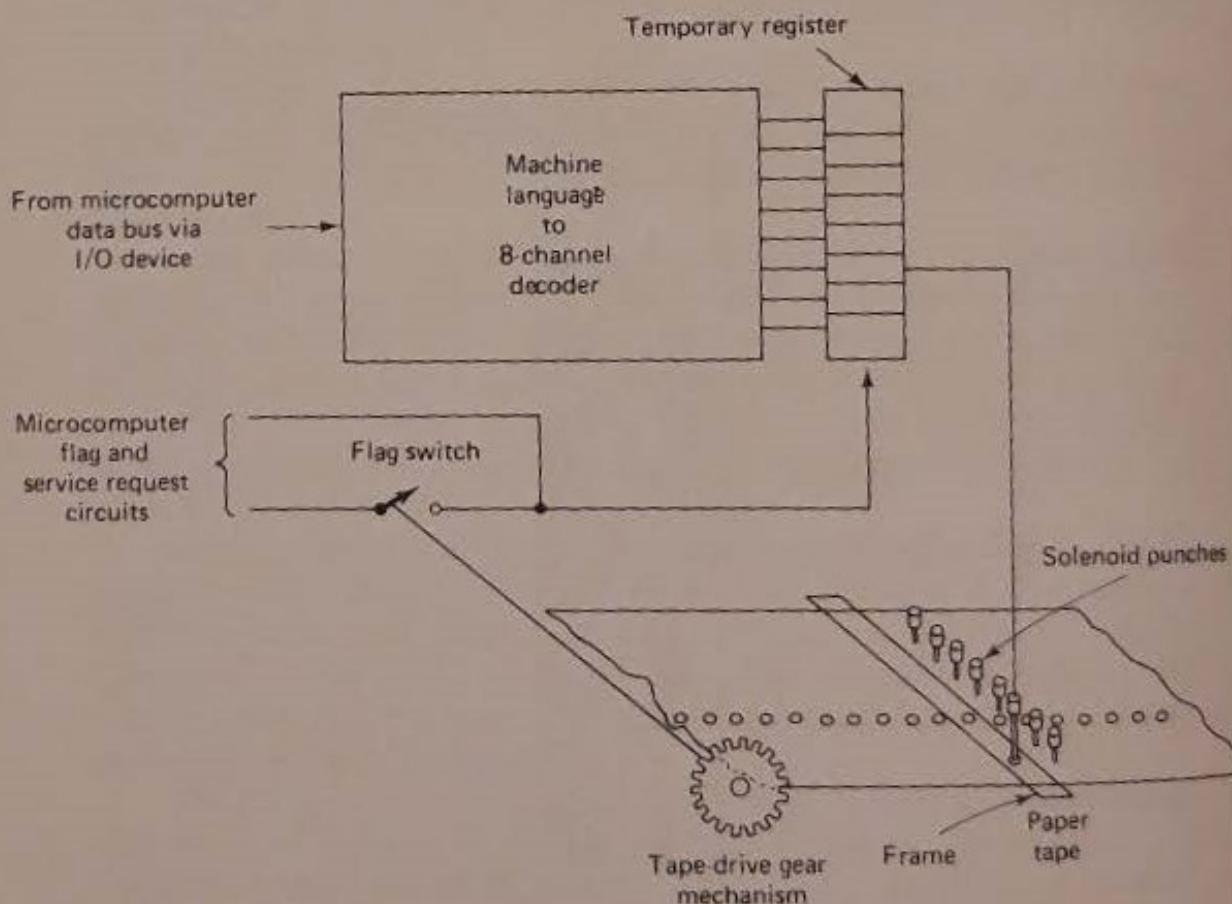 Temporary register
Machine
language
to
8-channel
decoder
From microcomputer
data bus via
I/O device
Microcomputer
flag and
service request
circuits
Flag switch
Solenoid punches
Tape-drive gear
mechanism
Frame
Paper
tape